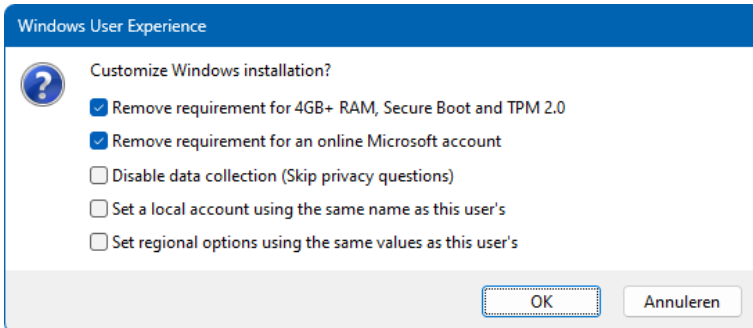 Windows User Experience
Customize Windows installation?
Remove requirement for 4GB+ RAM, Secure Boot and TPM 2.0
Remove requirement for an online Microsoft account
Disable data collection (Skip privacy questions)
Set a local account using the same name as this user's
Set regional options using the same values as this user's
OK
Annuleren